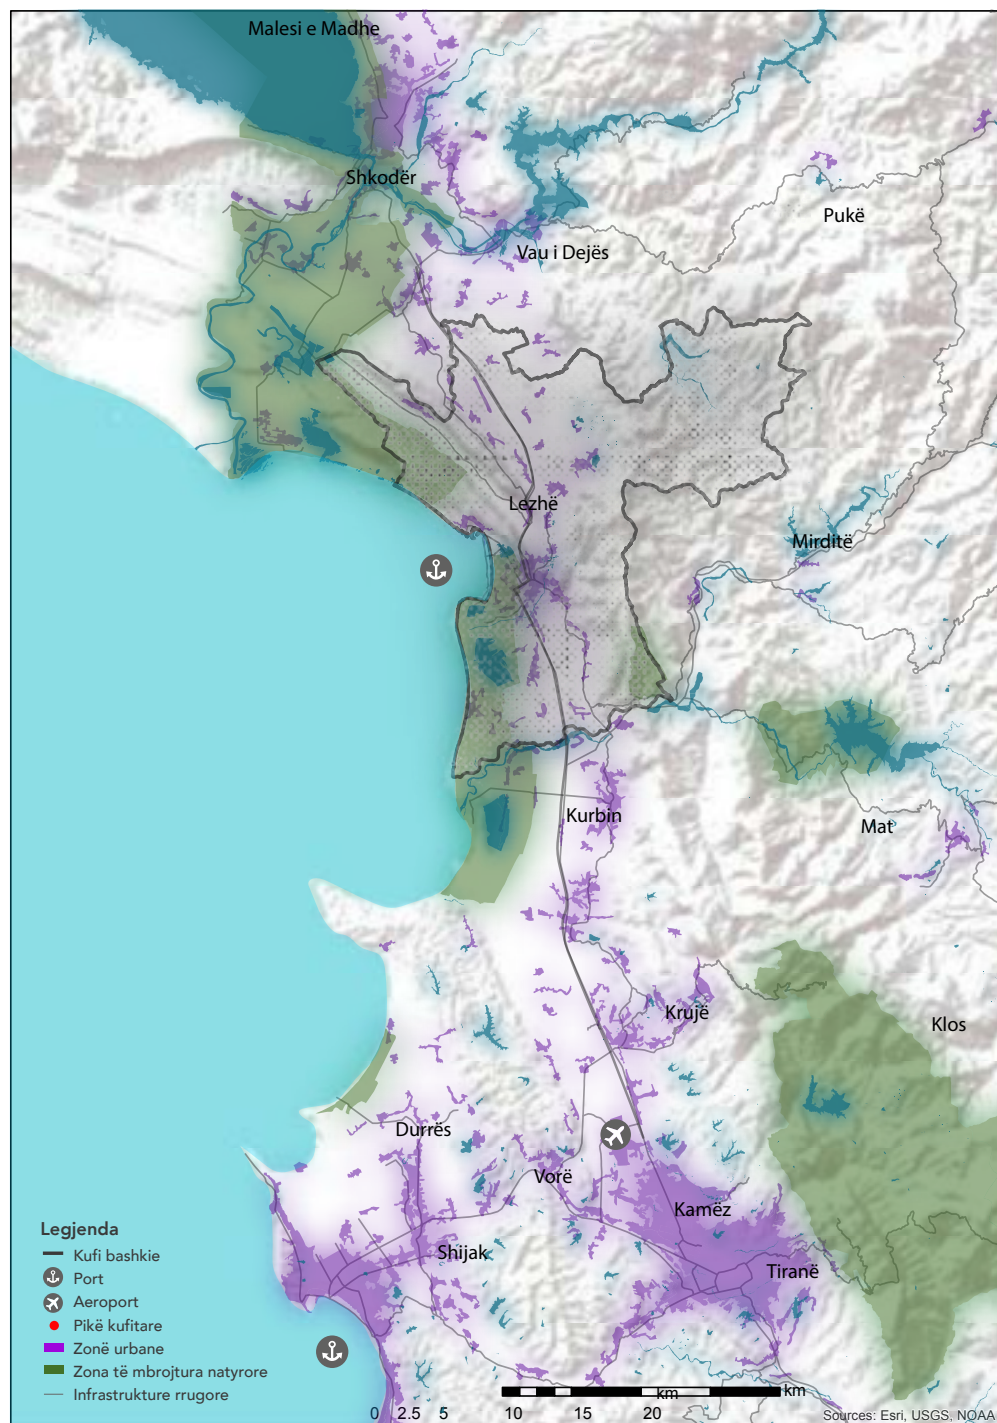 Malesi e Madhe
Shkodër
Pukë
Vau i Dejës
Lezhë
Mirditë
Kurbin
Mat
Krujë
Klos
Durrës
Vorë
Kamëz
Shijak
Tiranë
Legjenda
Kufi bashkie
Port
Aeroport
Pikë kufitare
Zonë urbane
Zona të mbrojtura natyrore
Infrastrukture rrugore
km
km
0 2.5 5 10 15 20
Sources: Esri, USGS, NOAA